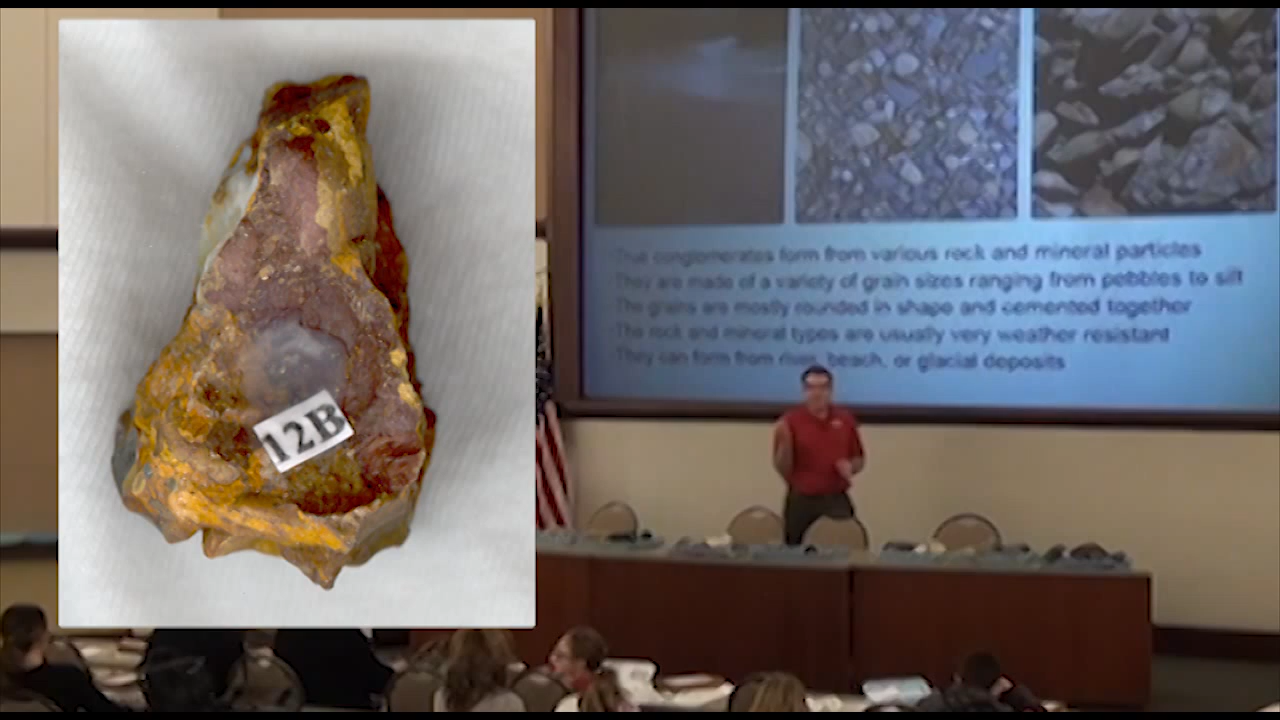 12B
True conglomerates form from various rock and mineral particles
They are made of a variety of grain sizes ranging from pebbles to silt
The grains are mostly rounded in shape and cemented together
The rock and mineral types are usually very weather resistant
They can form from river, beach, or glacial deposits